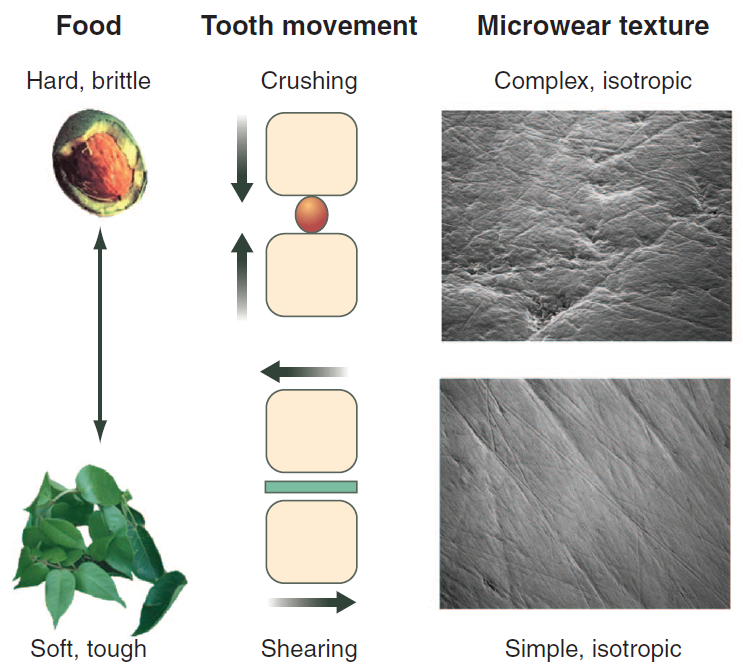 Food
Tooth movement
Microwear texture
Hard, brittle
Crushing
Complex, isotropic
Soft, tough
Shearing
Simple, isotropic